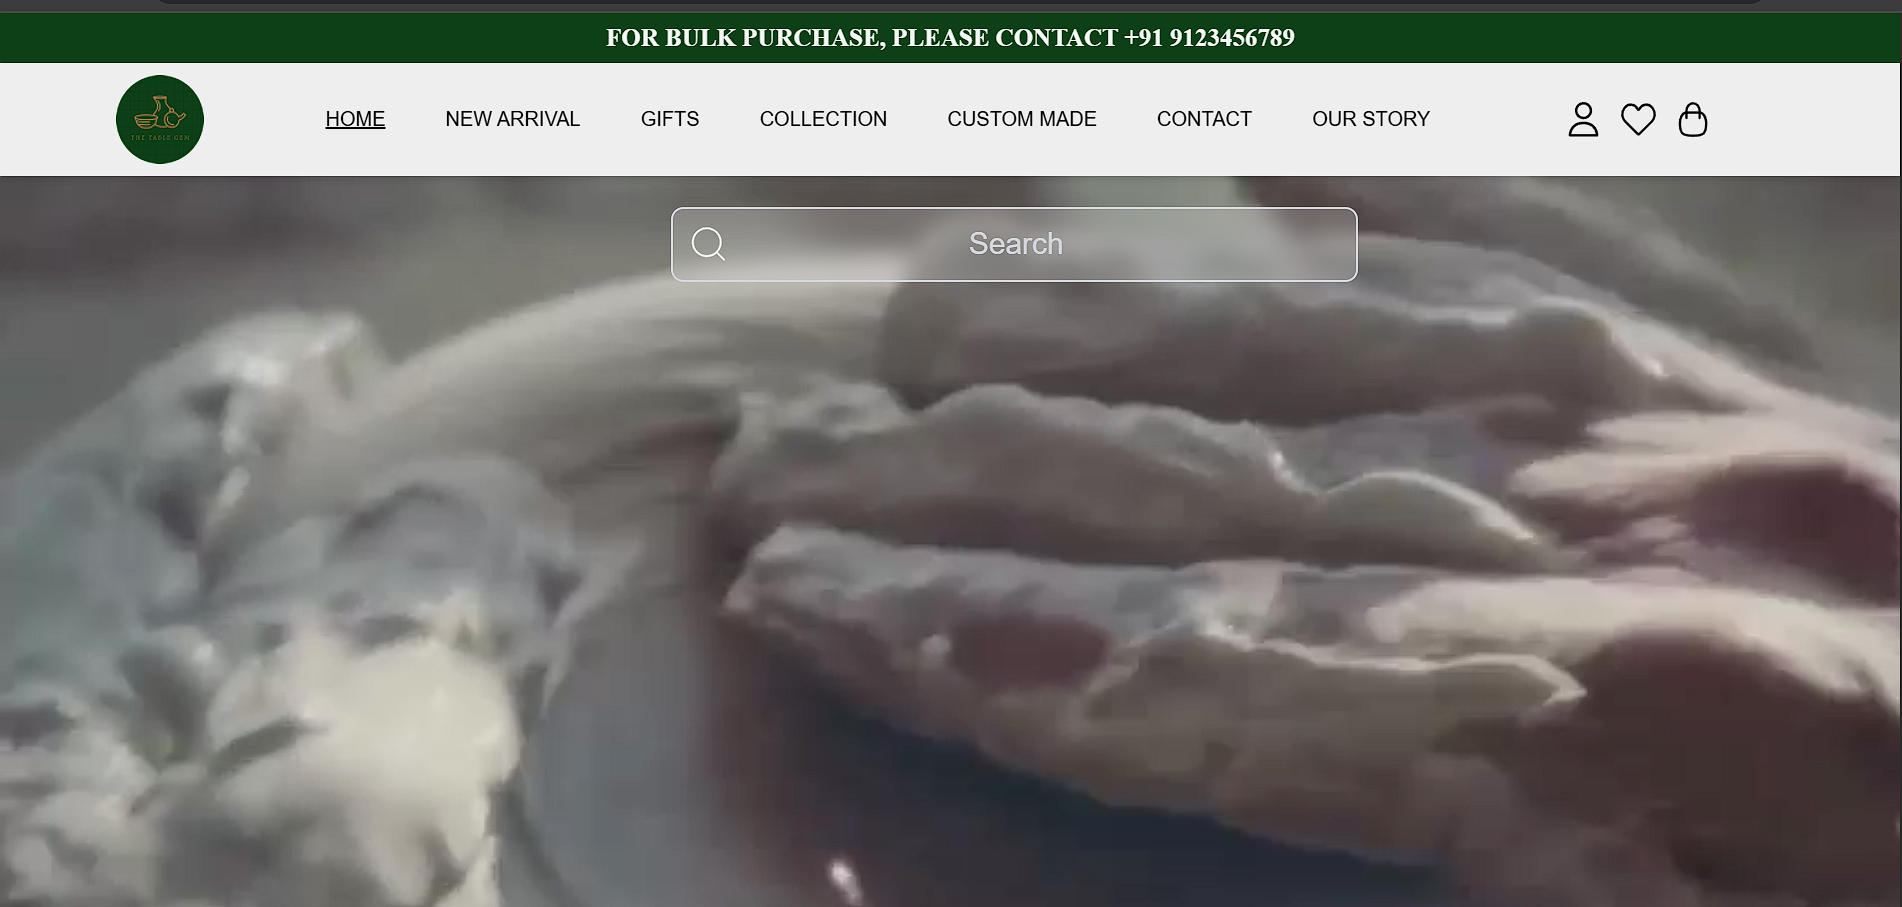 FOR BULK PURCHASE, PLEASE CONTACT +91 9123456789
THE TABLE GEM
HOME NEW ARRIVAL GIFTS COLLECTION CUSTOM MADE CONTACT OUR STORY
Search